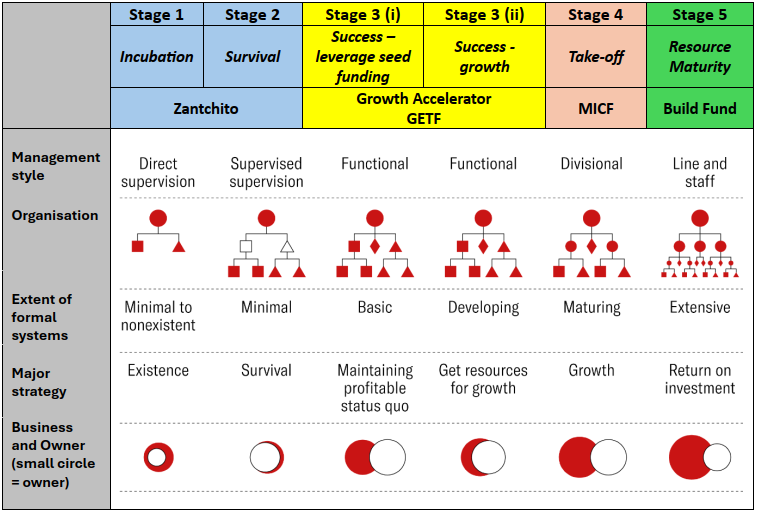 Stage 1 Stage 2 Stage 3 (i) Stage 3 (ii) Stage 4 Stage 5
Incubation Survival Success – leverage seed funding Success - growth Take-off Resource Maturity
Zantchito Growth Accelerator GETF MICF Build Fund
Management style Direct supervision Supervised supervision Functional Functional Divisional Line and staff
Organisation
Extent of formal systems Minimal to nonexistent Minimal Basic Developing Maturing Extensive
Major strategy Existence Survival Maintaining profitable status quo Get resources for growth Growth Return on investment
Business and Owner (small circle = owner)